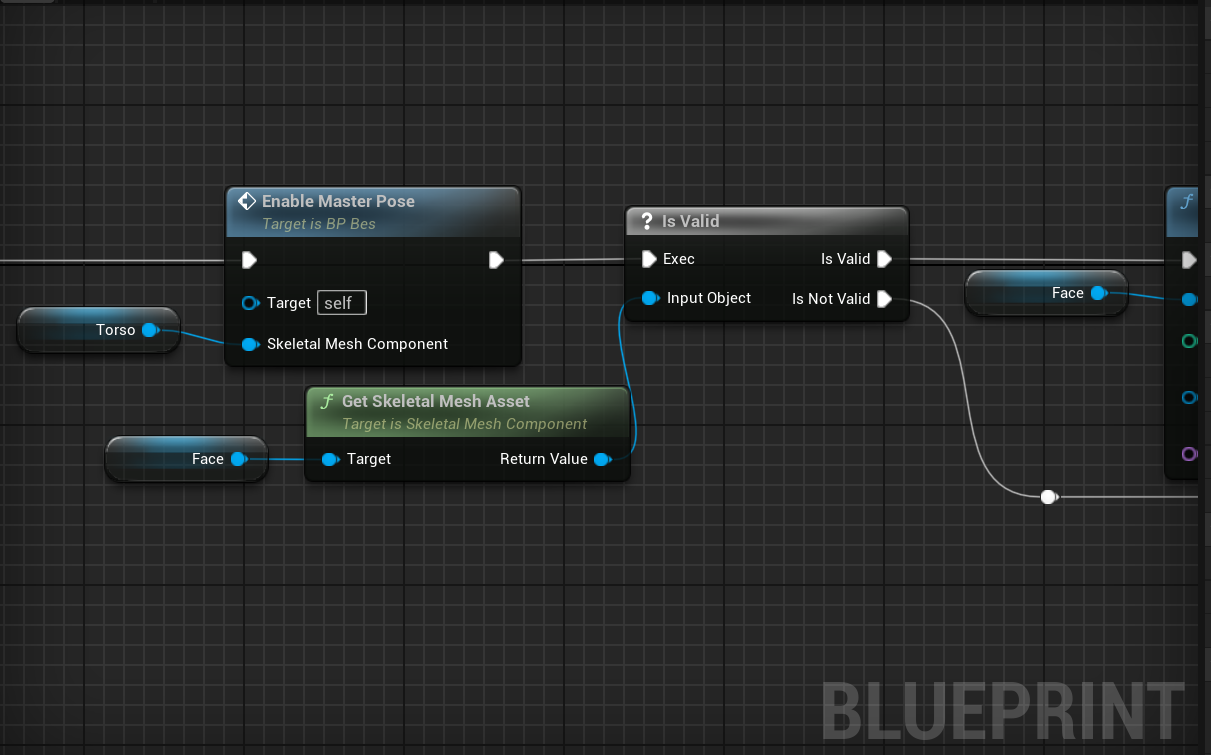 Enable Master Pose
Target is BP Bes
Target self
Skeletal Mesh Component
Torso
Is Valid
Exec
Is Valid
Input Object
Is Not Valid
Face
f
Get Skeletal Mesh Asset
Target is Skeletal Mesh Component
Face
Target
Return Value
f
BLUEPRINT